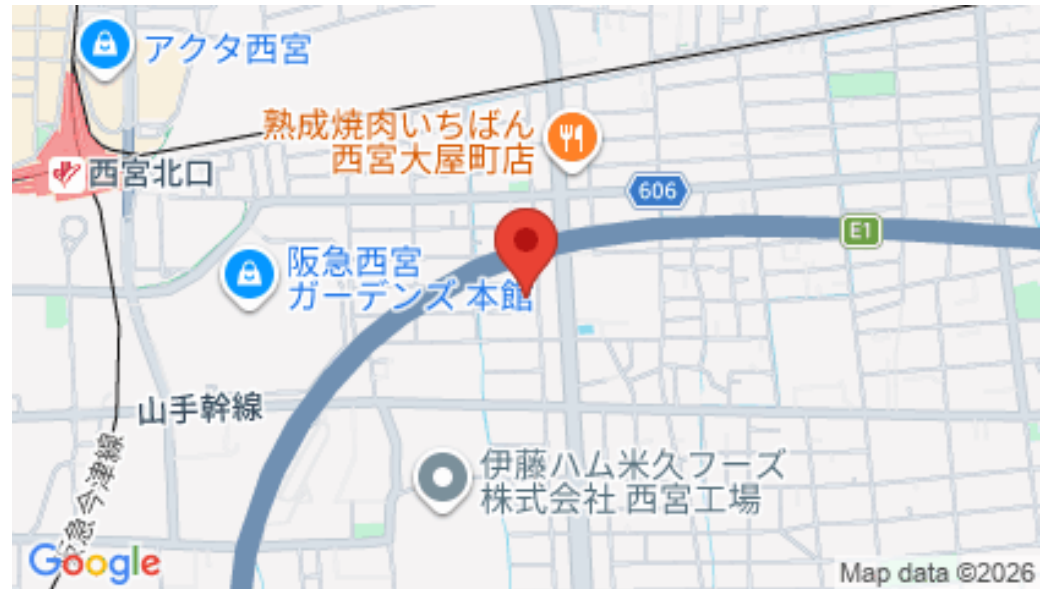 アクタ西宮
熟成焼肉いちばん
西宮大屋町店
西宮北口
606
E1
阪急西宮
ガーデンズ 本館
山手幹線
急今津線
伊藤ハム米久フーズ
株式会社 西宮工場
Google
Map data ©2026